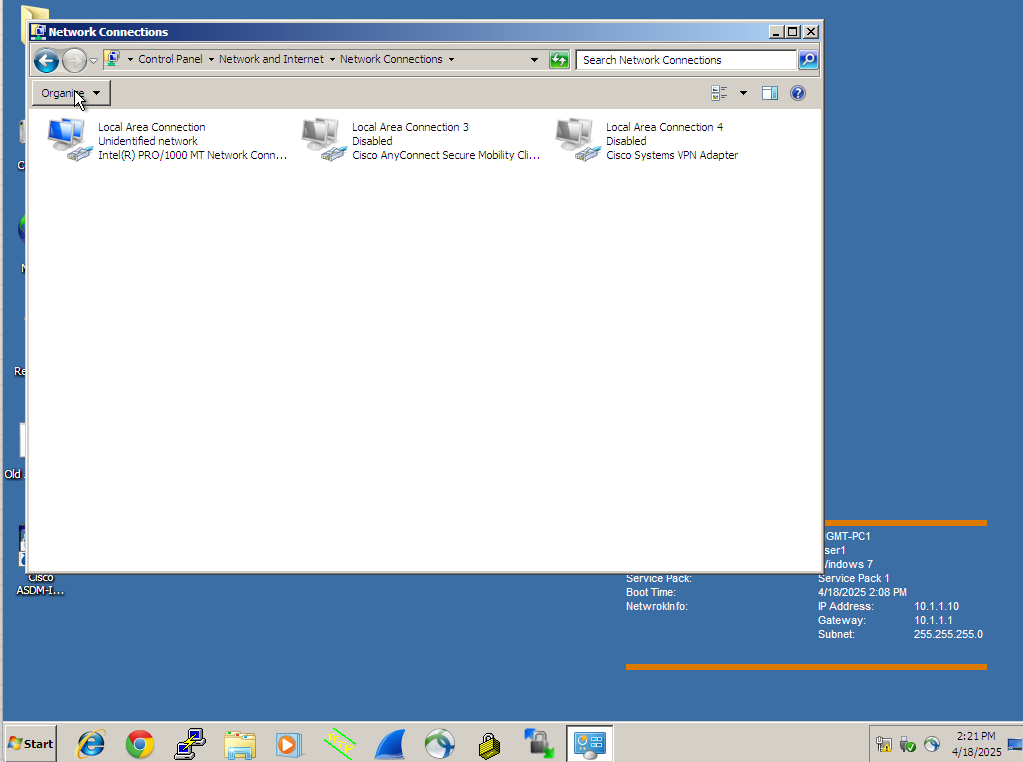 Network Connections
Control Panel Network and Internet Network Connections
Search Network Connections
Organize
Local Area Connection
Unidentified network
Intel(R) PRO/1000 MT Network Conn...
Local Area Connection 3
Disabled
Cisco AnyConnect Secure Mobility Cli...
Local Area Connection 4
Disabled
Cisco Systems VPN Adapter
Old
Cisco
ASDM-I...
GMT-PC1
ser1
indows 7
Service Pack: Service Pack 1
Boot Time: 4/18/2025 2:08 PM
NetwrokInfo: IP Address: 10.1.1.10
Gateway: 10.1.1.1
Subnet: 255.255.255.0
Start
2:21 PM
4/18/2025